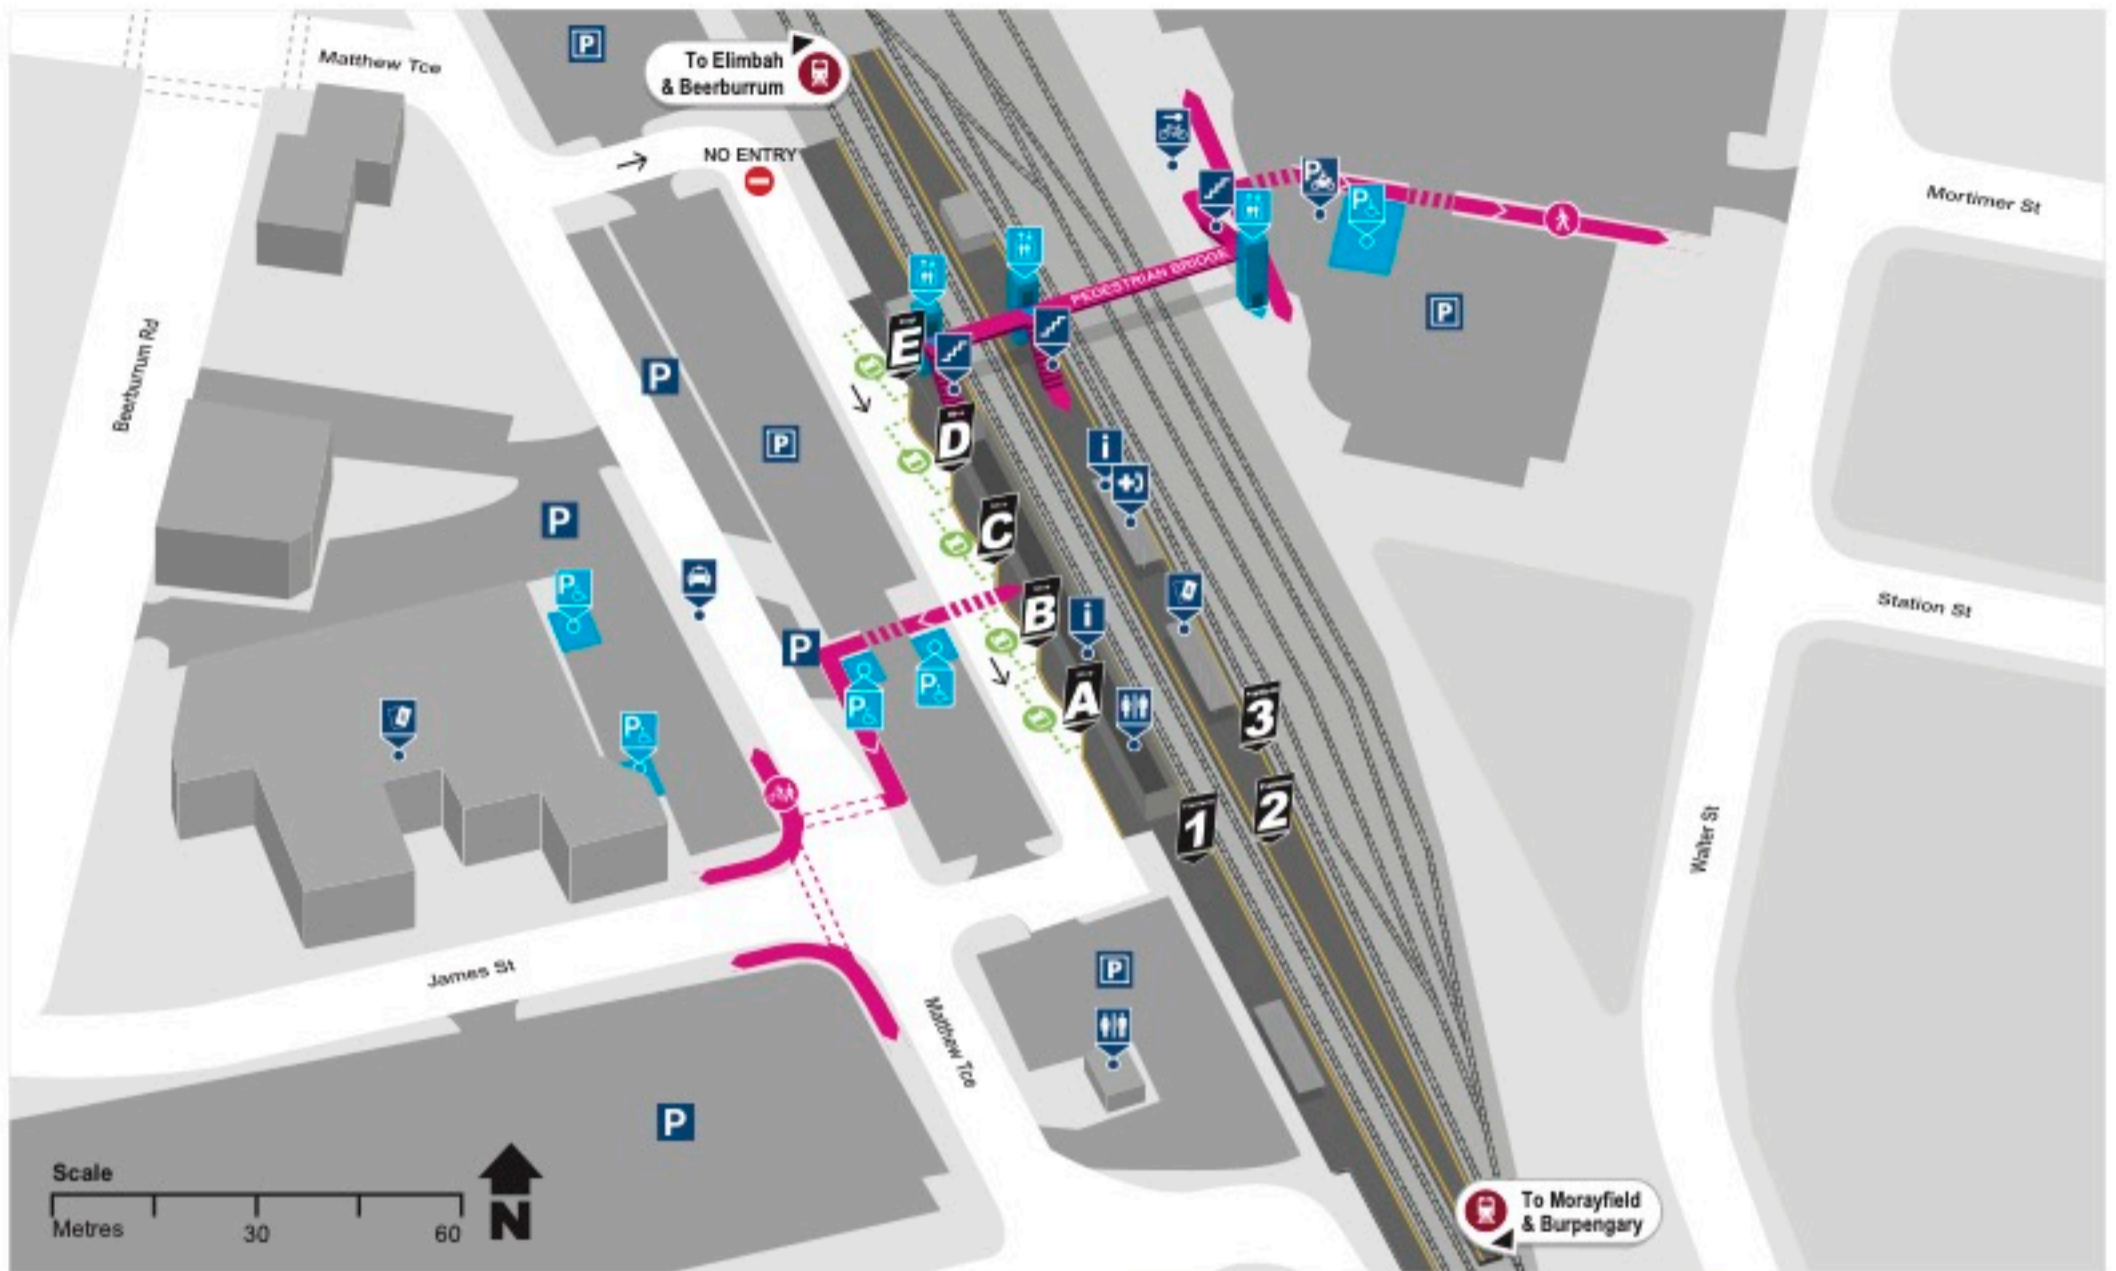 Matthew Tce
To Elimbah
& Beerburrum
P
NO ENTRY
P
P
Mortimer St
PEDESTRIAN BRIDGE
P
Beerburrum Rd
E
P
D
P
i
C
P
P
P
Station St
B
i
P
A
P
P
P
3
2
1
Walter St
James St
P
Matthew Tce
P
Scale
Metres
30
60
N
To Morayfield
& Burpengary